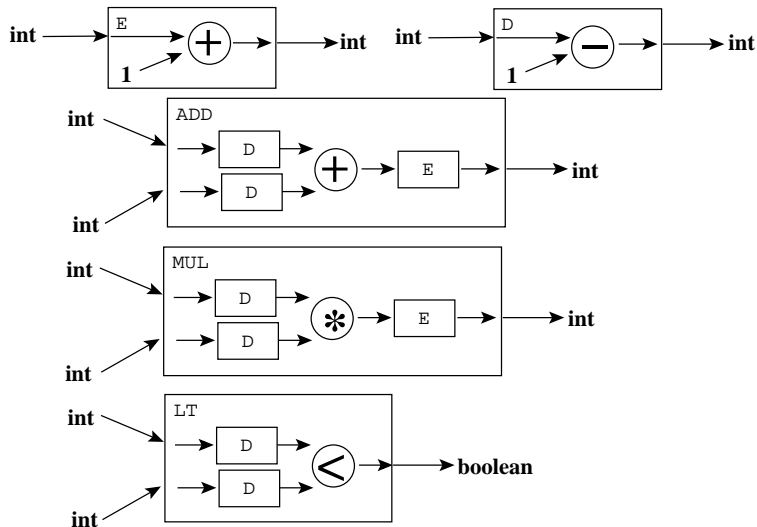 E
int
+
int
1
D
int
−
int
1
ADD
int
D
+
E
int
D
int
MUL
int
D
*
E
int
D
int
LT
int
D
<
boolean
D
int